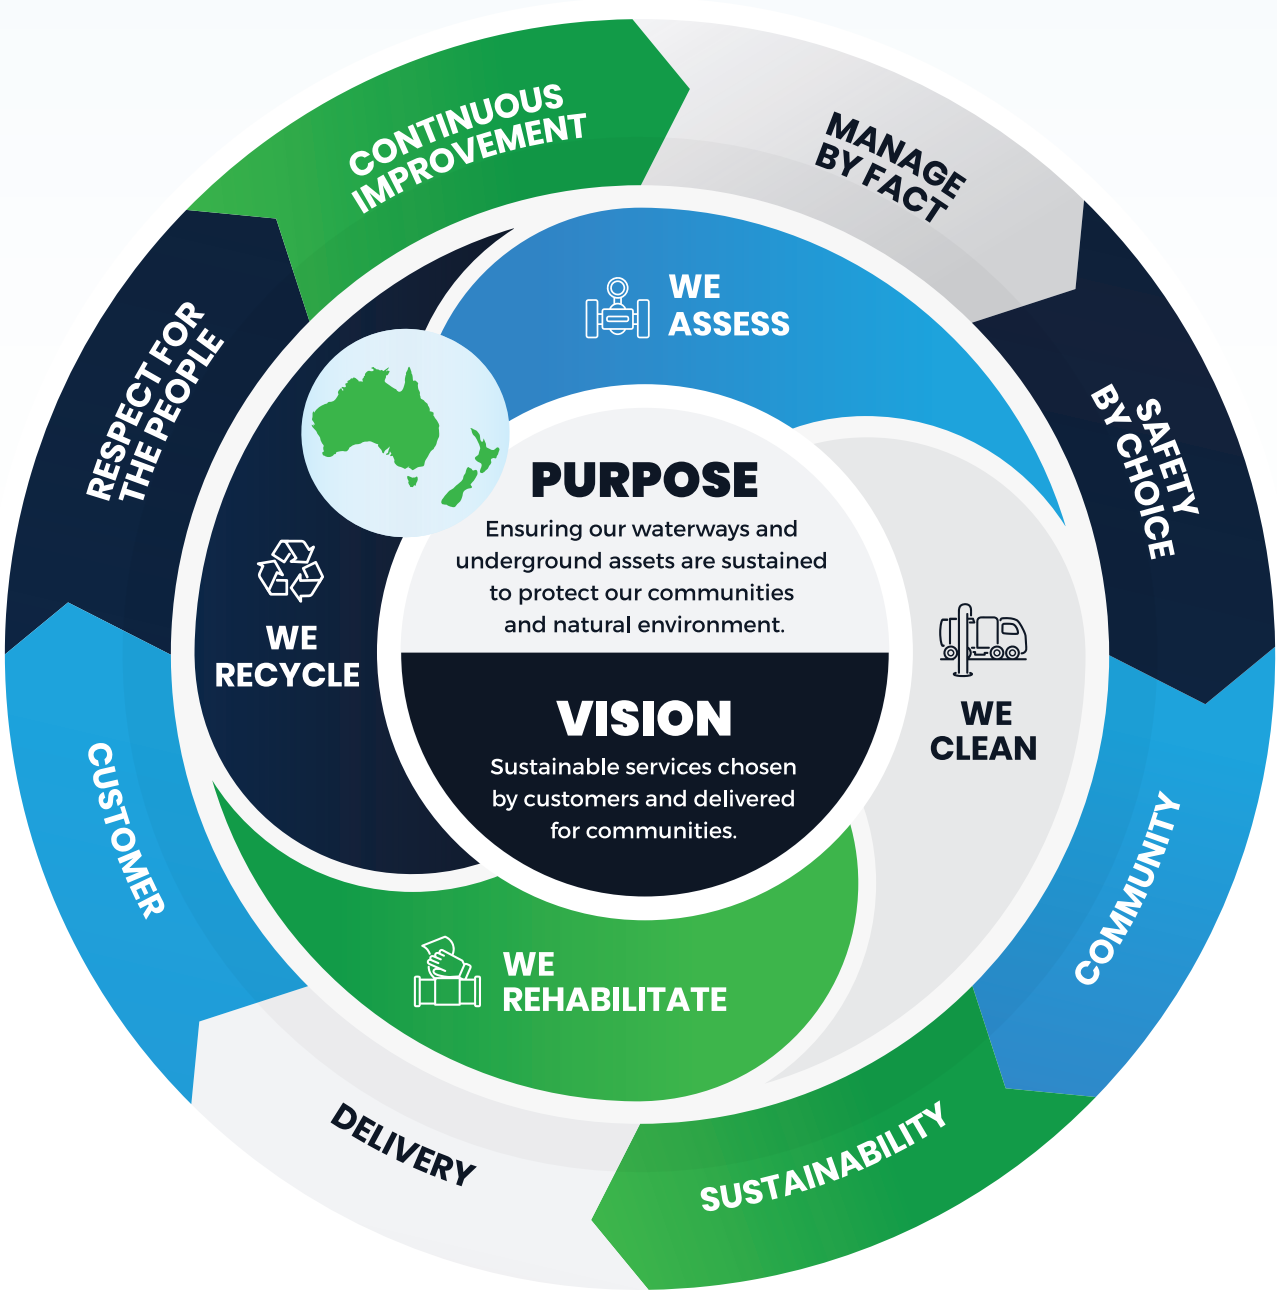 CONTINUOUS
IMPROVEMENT
MANAGE
BY FACT
SAFETY
BY CHOICE
COMMUNITY
SUSTAINABILITY
DELIVERY
CUSTOMER
RESPECT FOR
THE PEOPLE
WE
ASSESS
WE
CLEAN
WE
REHABILITATE
WE
RECYCLE
PURPOSE
Ensuring our waterways and
underground assets are sustained
to protect our communities
and natural environment.
VISION
Sustainable services chosen
by customers and delivered
for communities.